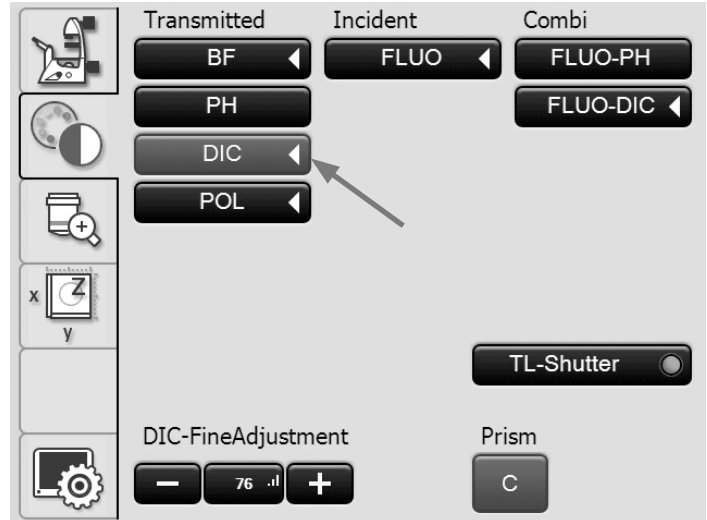 Transmitted Incident Combi
BF FLUO FLUO-PH
PH FLUO-DIC
DIC
POL
x Z
y
TL-Shutter
DIC-FineAdjustment Prism
− 76 + C